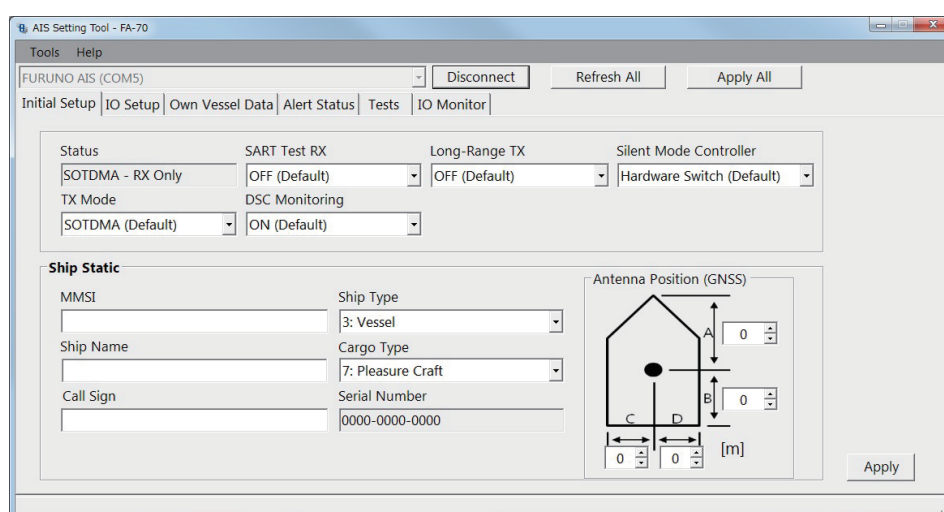 AIS Setting Tool - FA-70
Tools Help
FURUNO AIS (COM5) Disconnect Refresh All Apply All
Initial Setup IO Setup Own Vessel Data Alert Status Tests IO Monitor
Status SART Test RX Long-Range TX Silent Mode Controller
SOTDMA - RX Only OFF (Default) OFF (Default) Hardware Switch (Default)
TX Mode DSC Monitoring
SOTDMA (Default) ON (Default)
Ship Static
Antenna Position (GNSS)
MMSI Ship Type
3: Vessel
A 0
Ship Name Cargo Type
7: Pleasure Craft
Call Sign Serial Number
B 0
0000-0000-0000
C D
0 0 [m]
Apply